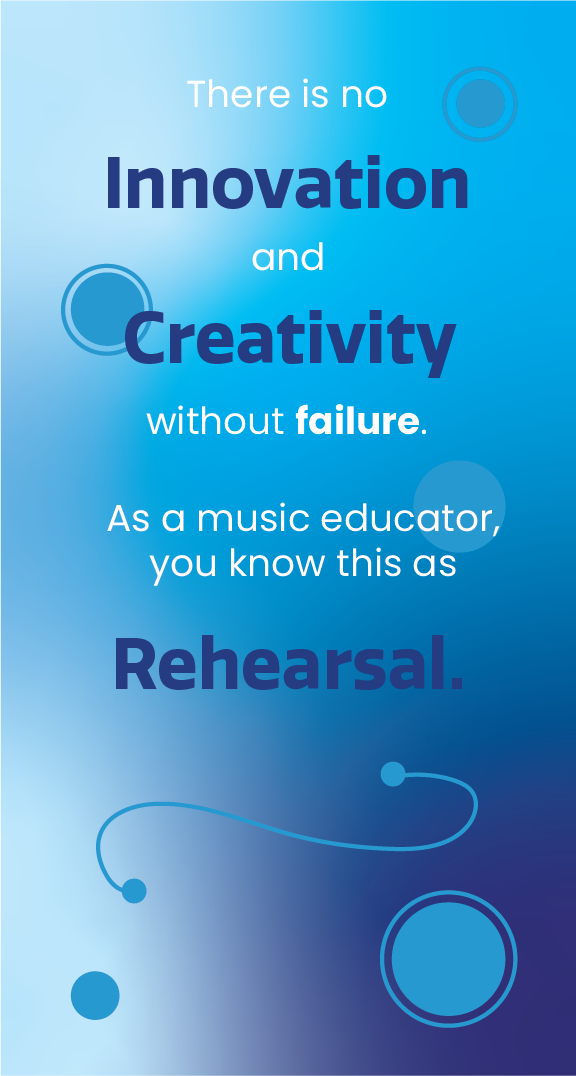 There is no
Innovation
and
Creativity
without failure.
As a music educator,
you know this as
Rehearsal.